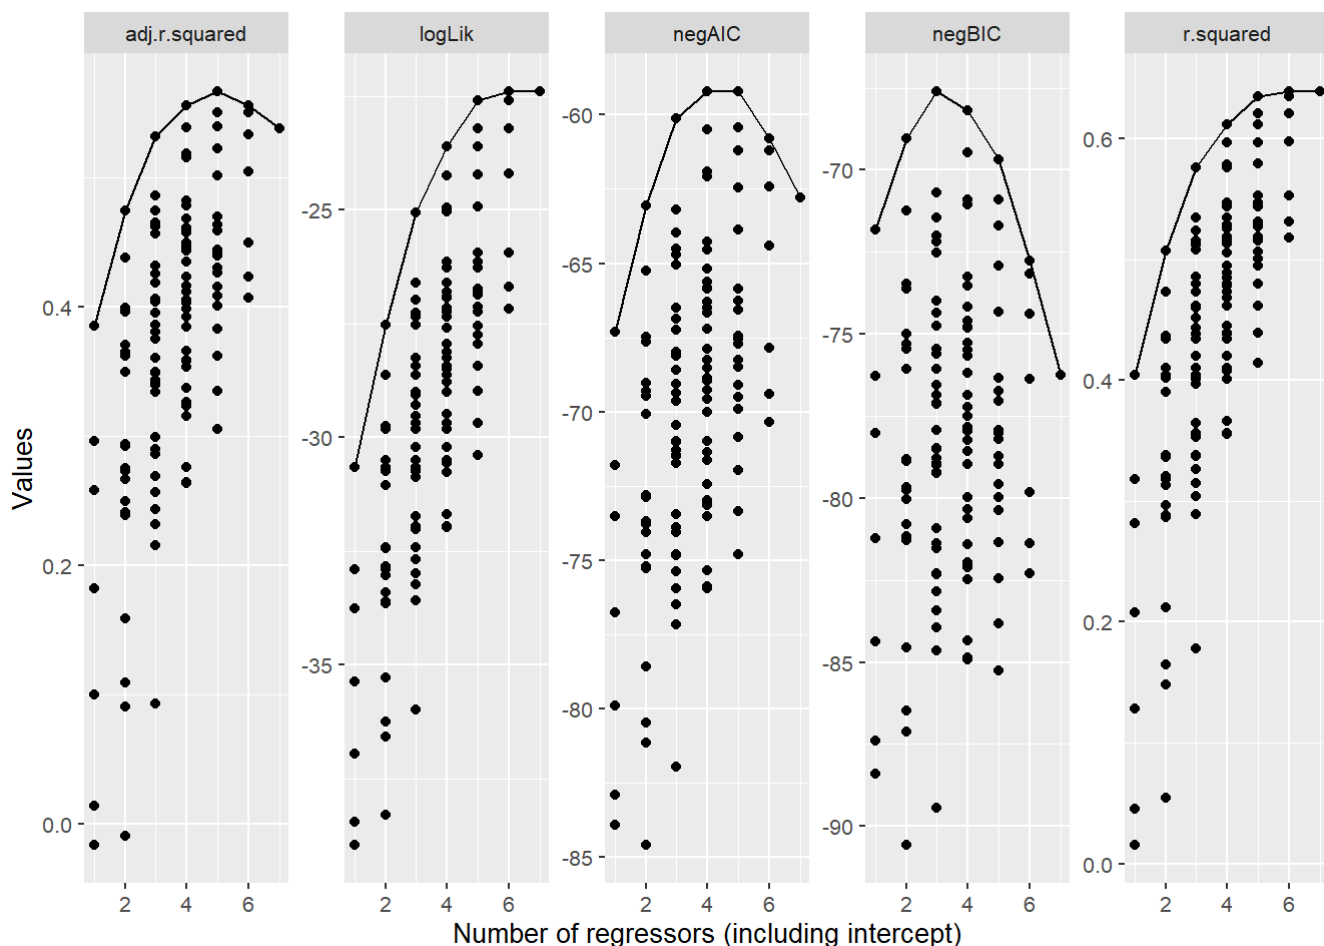 adj.r.squared
logLik
negAIC
negBIC
r.squared
Values
0.4
0.2
0.0
-25
-30
-35
-60
-65
-70
-75
-80
-85
-70
-75
-80
-85
-90
0.6
0.4
0.2
0.0
2 4 6
2 4 6
2 4 6
2 4 6
2 4 6
Number of regressors (including intercept)